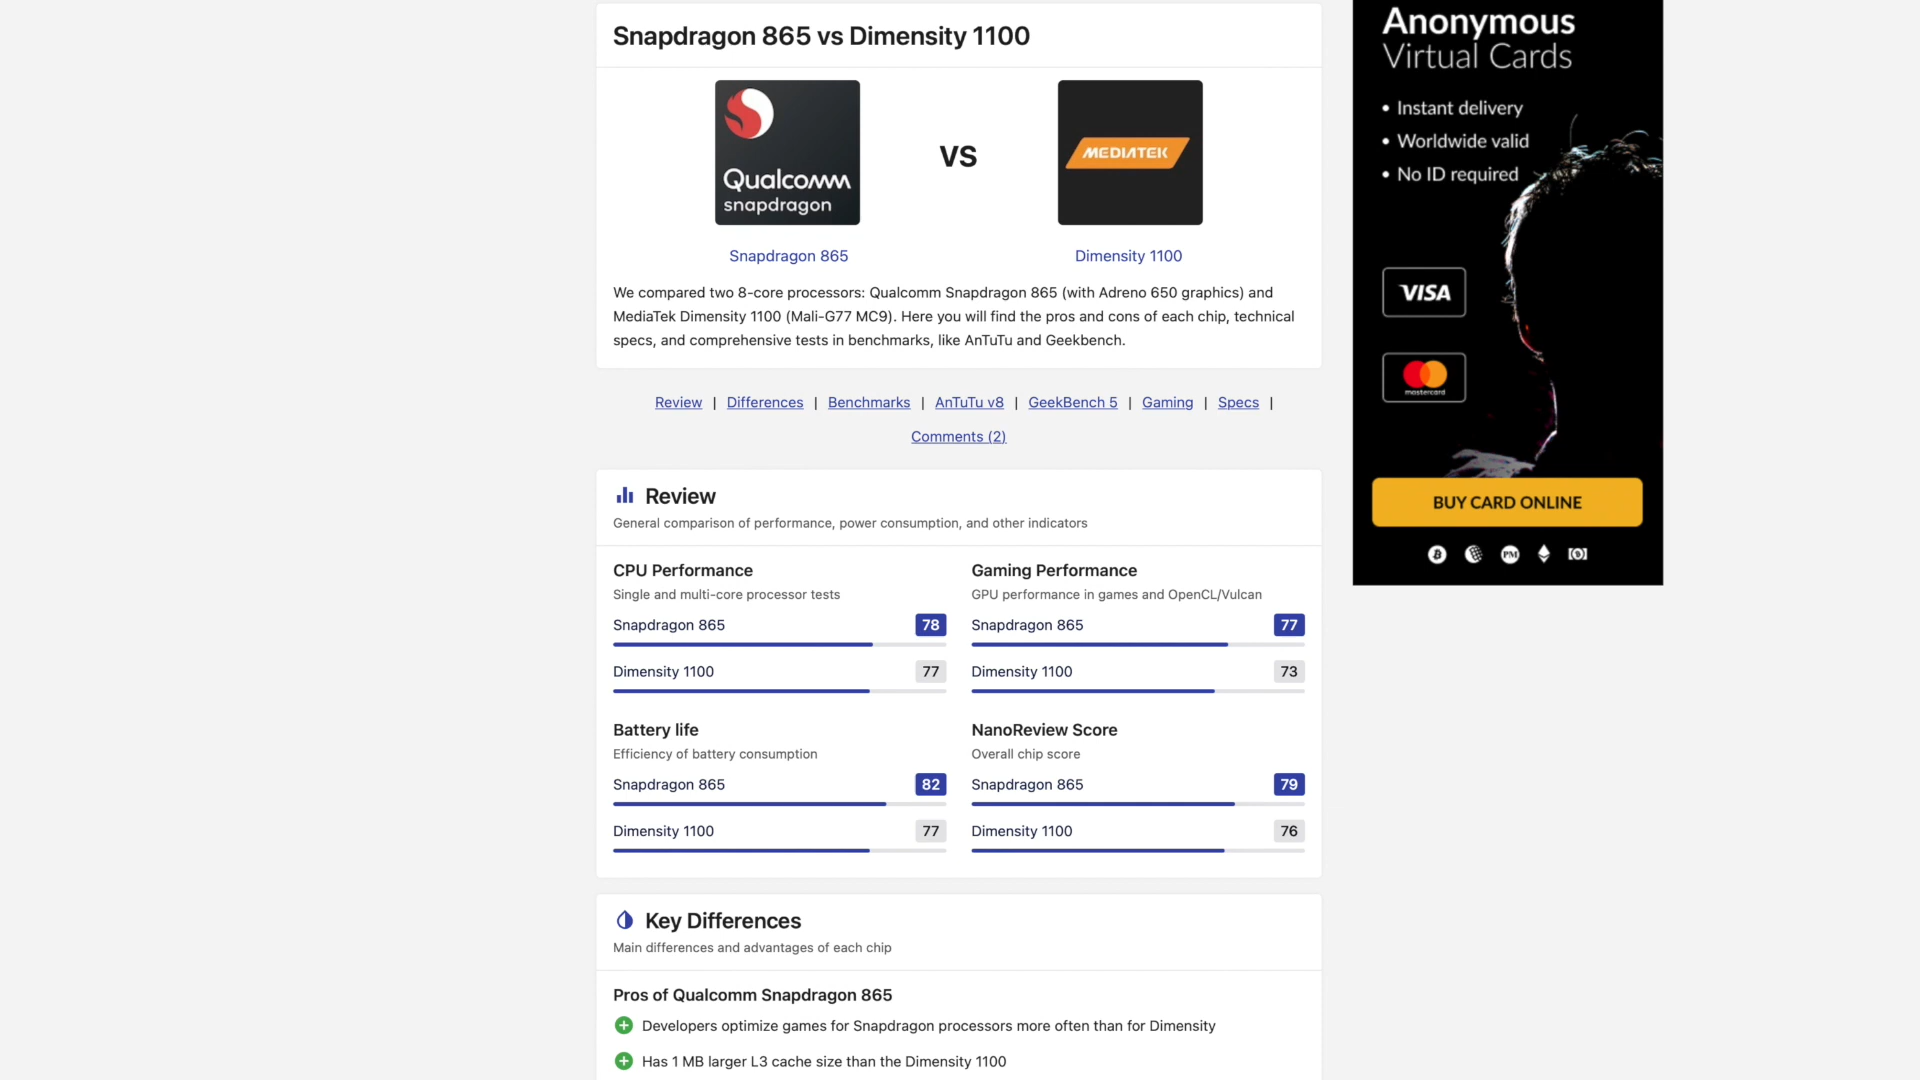 Snapdragon 865 vs Dimensity 1100
Qualcomm
snapdragon
VS
MEDIATEK
Snapdragon 865
Dimensity 1100
We compared two 8-core processors: Qualcomm Snapdragon 865 (with Adreno 650 graphics) and
MediaTek Dimensity 1100 (Mali-G77 MC9). Here you will find the pros and cons of each chip, technical
specs, and comprehensive tests in benchmarks, like AnTuTu and Geekbench.
Review | Differences | Benchmarks | AnTuTu v8 | GeekBench 5 | Gaming | Specs |
Comments (2)
Review
General comparison of performance, power consumption, and other indicators
CPU Performance
Single and multi-core processor tests
Snapdragon 865 78
Dimensity 1100 77
Gaming Performance
GPU performance in games and OpenCL/Vulcan
Snapdragon 865 77
Dimensity 1100 73
Battery life
Efficiency of battery consumption
Snapdragon 865 82
Dimensity 1100 77
NanoReview Score
Overall chip score
Snapdragon 865 79
Dimensity 1100 76
Key Differences
Main differences and advantages of each chip
Pros of Qualcomm Snapdragon 865
Developers optimize games for Snapdragon processors more often than for Dimensity
Has 1 MB larger L3 cache size than the Dimensity 1100
Anonymous
Virtual Cards
• Instant delivery
• Worldwide valid
• No ID required
VISA
mastercard
BUY CARD ONLINE
PM